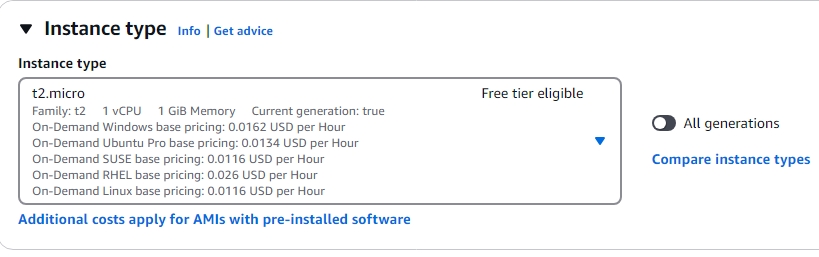 Instance type Info | Get advice
Instance type
t2.micro Free tier eligible
Family: t2 1 vCPU 1 GiB Memory Current generation: true
On-Demand Windows base pricing: 0.0162 USD per Hour
On-Demand Ubuntu Pro base pricing: 0.0134 USD per Hour
On-Demand SUSE base pricing: 0.0116 USD per Hour
On-Demand RHEL base pricing: 0.026 USD per Hour
On-Demand Linux base pricing: 0.0116 USD per Hour
All generations
Compare instance types
Additional costs apply for AMIs with pre-installed software